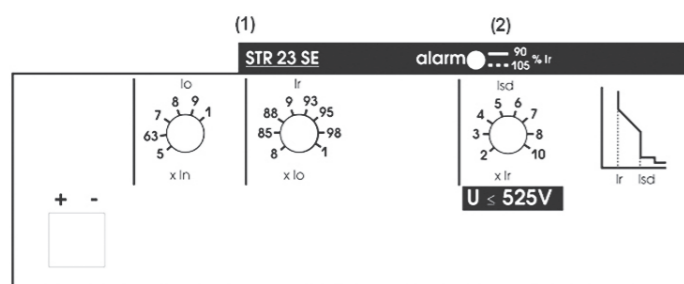 (1)
(2)
STR 23 SE
alarm
90
105
% Ir
Io
5
63
7
8
9
1
x In
Ir
8
85
88
9
93
95
98
1
x Io
Isd
2
3
4
5
6
7
8
10
x Ir
U ≤ 525V
Ir
Isd
+ -